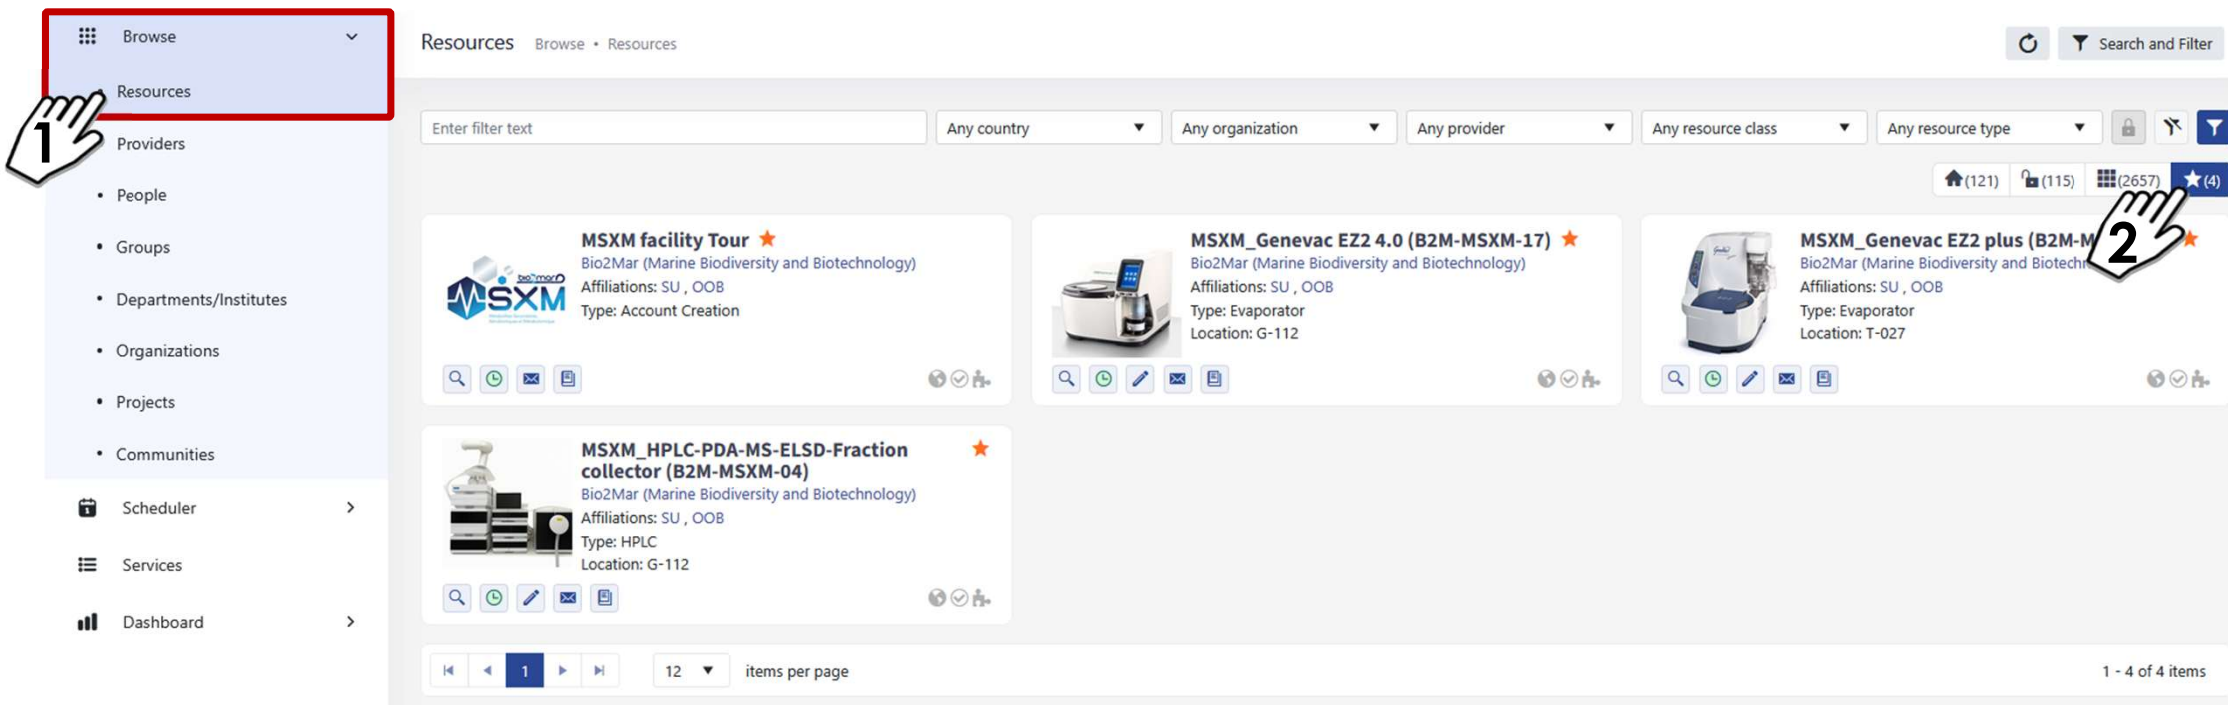 Browse
Resources
Providers
People
Groups
Departments/Institutes
Organizations
Projects
Communities
Scheduler
Services
Dashboard
1
Resources Browse • Resources
Search and Filter
Enter filter text
Any country
Any organization
Any provider
Any resource class
Any resource type
(121) (115) (2657) (4)
2
MSXM facility Tour
Bio2Mar (Marine Biodiversity and Biotechnology)
Affiliations: SU , OOB
Type: Account Creation
bio2mar
MSXM
MSXM_Genevac EZ2 4.0 (B2M-MSXM-17)
Bio2Mar (Marine Biodiversity and Biotechnology)
Affiliations: SU , OOB
Type: Evaporator
Location: G-112
MSXM_Genevac EZ2 plus (B2M-M
Bio2Mar (Marine Biodiversity and Biotechn
Affiliations: SU , OOB
Type: Evaporator
Location: T-027
MSXM_HPLC-PDA-MS-ELSD-Fraction
collector (B2M-MSXM-04)
Bio2Mar (Marine Biodiversity and Biotechnology)
Affiliations: SU , OOB
Type: HPLC
Location: G-112
1
12
items per page
1 - 4 of 4 items